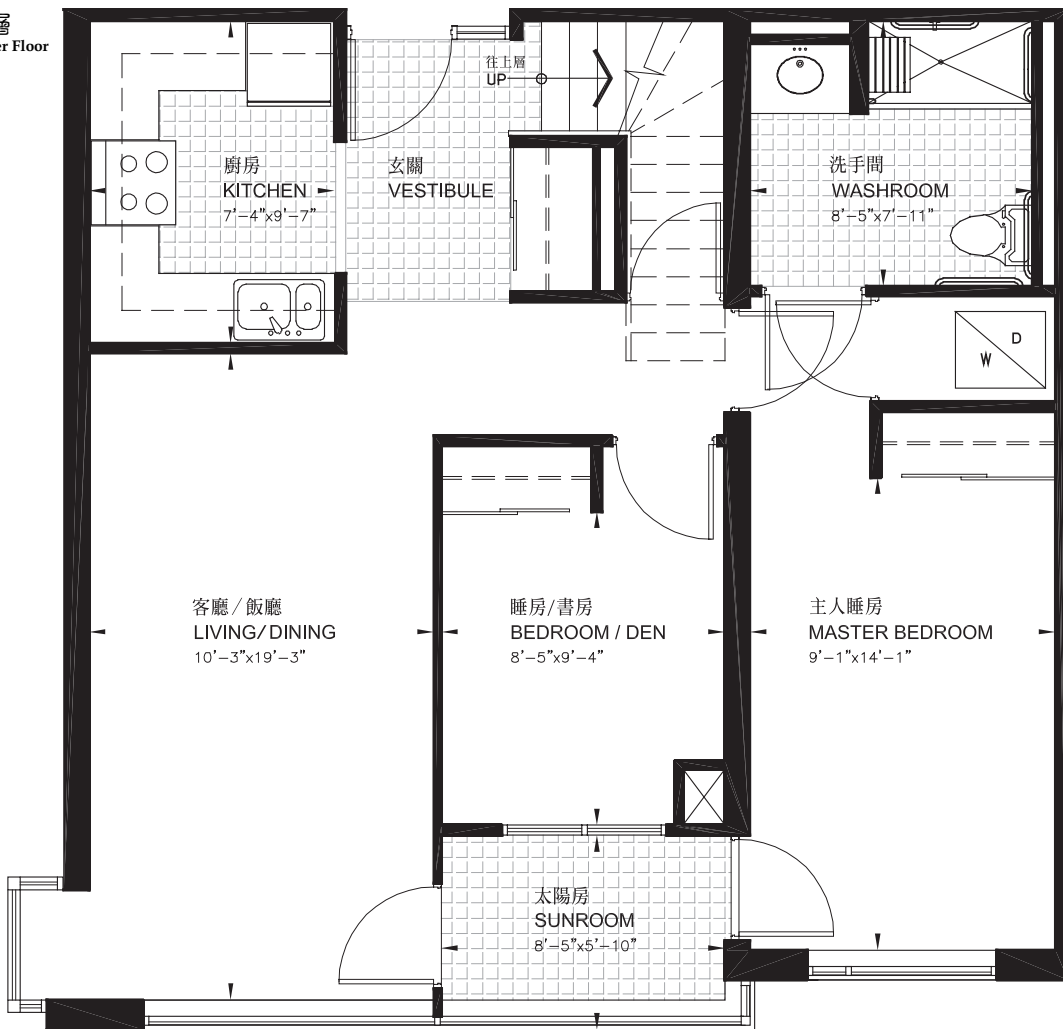 er Floor
往上層
UP
廚房
KITCHEN
7'-4"x9'-7"
玄關
VESTIBULE
洗手間
WASHROOM
8'-5"x7'-11"
D
W
客廳/飯廳
LIVING/DINING
10'-3"x19'-3"
睡房/書房
BEDROOM / DEN
8'-5"x9'-4"
主人睡房
MASTER BEDROOM
9'-1"x14'-1"
太陽房
SUNROOM
8'-5"x5'-10"